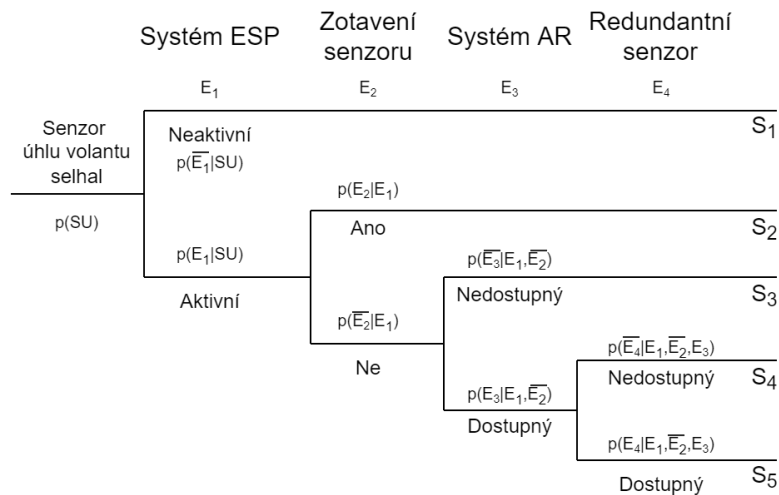 Systém ESP
Zotavení
senzoru
Systém AR
Redundantní
senzor
E₁
E₂
E₃
E₄
Senzor
úhlu volantu
selhal
p(SU)
Neaktivní
p(E̅₁|SU)
S₁
p(E₂|E₁)
Ano
S₂
p(E₁|SU)
Aktivní
p(E̅₃|E₁,E̅₂)
Nedostupný
S₃
p(E̅₂|E₁)
Ne
p(E̅₄|E₁,E̅₂,E₃)
Nedostupný
S₄
p(E₃|E₁,E̅₂)
Dostupný
p(E₄|E₁,E̅₂,E₃)
Dostupný
S₅